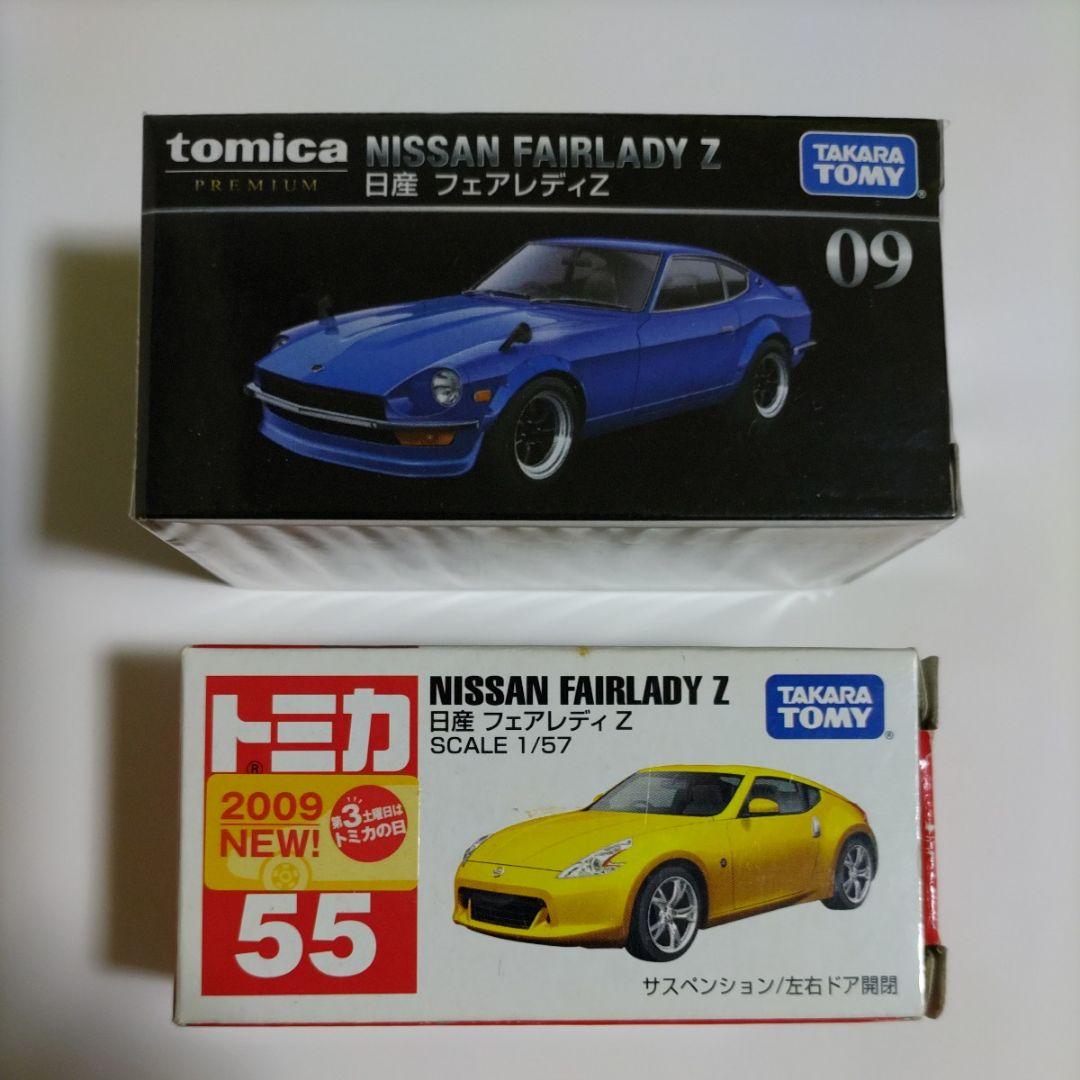 tomica
PREMIUM
NISSAN FAIRLADY Z
日産 フェアレディZ
TAKARA
TOMY®
09
トミカ
®
2009
NEW!
第3土曜日は
トミカの日
55
NISSAN FAIRLADY Z
日産 フェアレディ Z
SCALE 1/57
TAKARA
TOMY®
サスペンション/左右ドア開閉